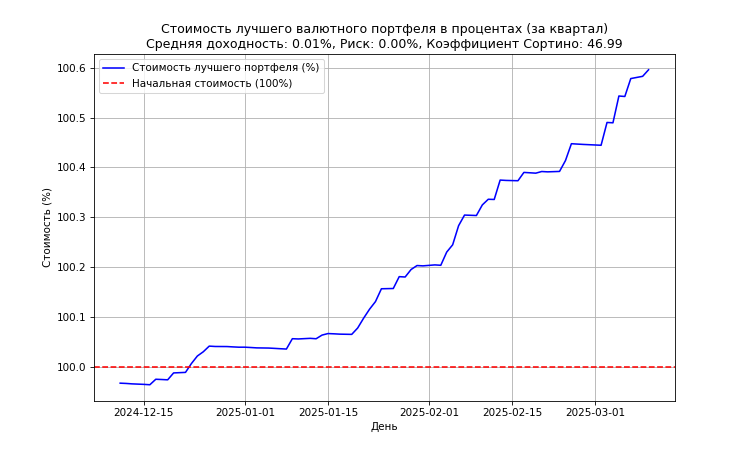 Стоимость лучшего валютного портфеля в процентах (за квартал)
Средняя доходность: 0.01%, Риск: 0.00%, Коэффициент Сортино: 46.99
Стоимость лучшего портфеля (%)
Начальная стоимость (100%)
Стоимость (%)
100.6
100.5
100.4
100.3
100.2
100.1
100.0
2024-12-15
2025-01-01
2025-01-15
2025-02-01
2025-02-15
2025-03-01
День